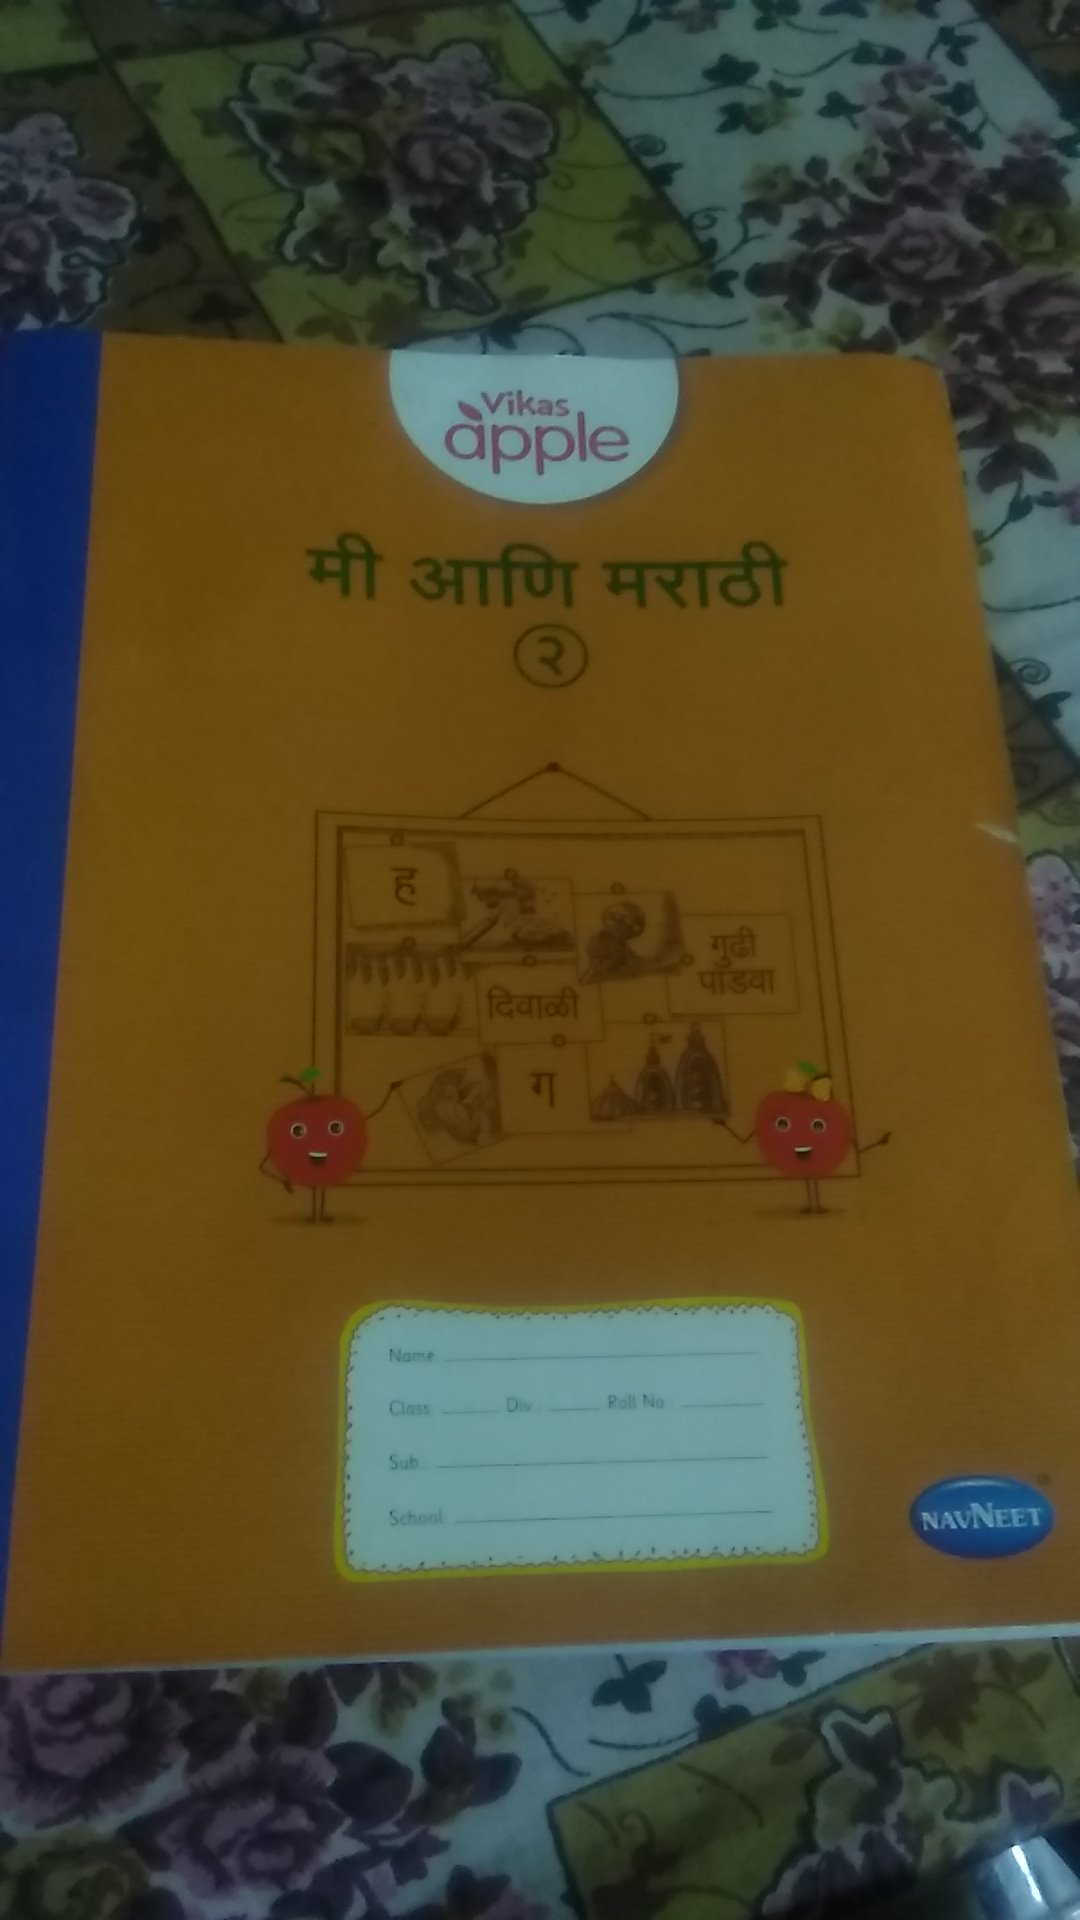 Vikas
apple
मी आणि मराठी
२
ह
गुढी
पाडवा
दिवाळी
ग
Name:
Class: Div.: Roll No.:
Sub.:
School:
NAVNEET